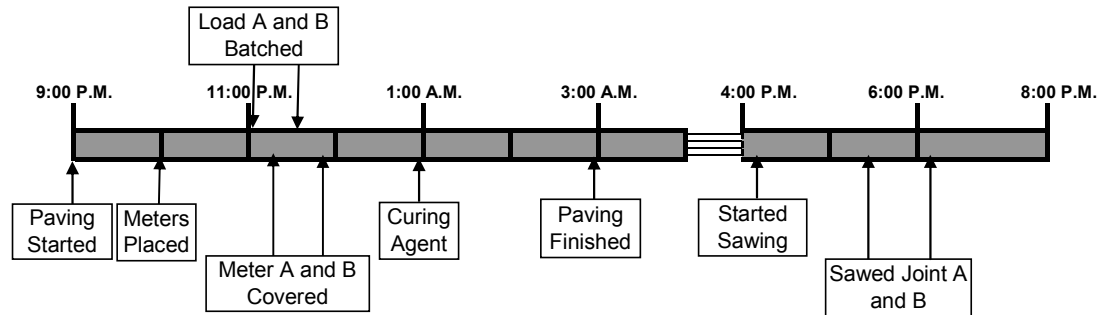 Load A and B
Batched
9:00 P.M.
11:00 P.M.
1:00 A.M.
3:00 A.M.
4:00 P.M.
6:00 P.M.
8:00 P.M.
Paving
Started
Meters
Placed
Meter A and B
Covered
Curing
Agent
Paving
Finished
Started
Sawing
Sawed Joint A
and B